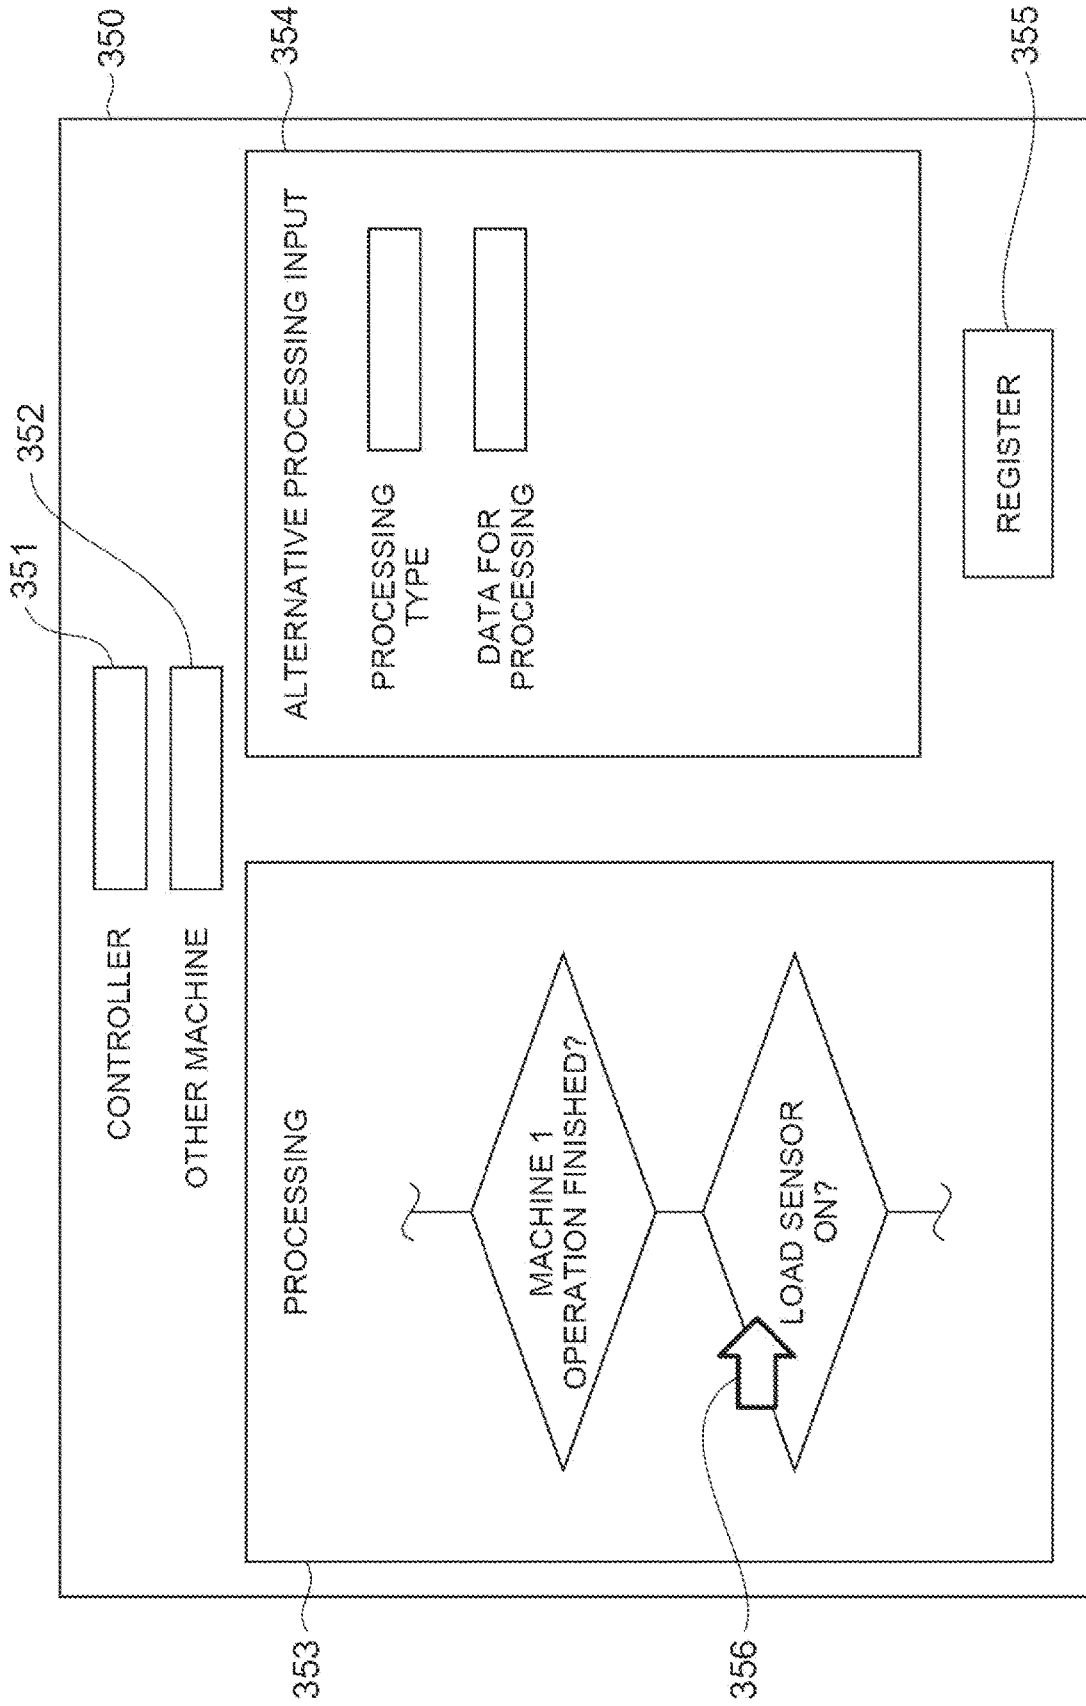 350
351
CONTROLLER
352
OTHER MACHINE
353
PROCESSING
MACHINE 1
OPERATION FINISHED?
LOAD SENSOR
ON?
356
354
ALTERNATIVE PROCESSING INPUT
PROCESSING
TYPE
DATA FOR
PROCESSING
REGISTER
355